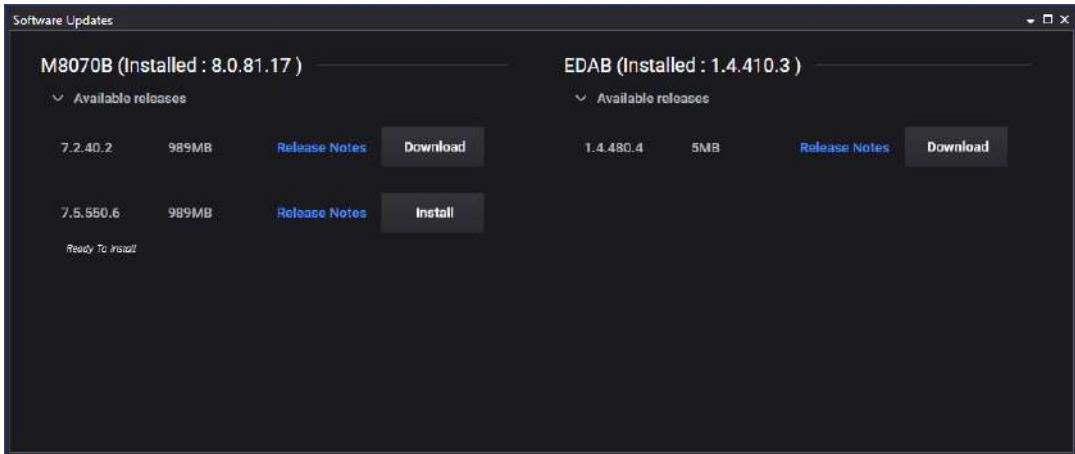 Software Updates
M8070B (Installed : 8.0.81.17 )
Available releases
7.2.40.2 989MB Release Notes Download
7.5.550.6 989MB Release Notes Install
Ready To Install
EDAB (Installed : 1.4.410.3 )
Available releases
1.4.480.4 5MB Release Notes Download